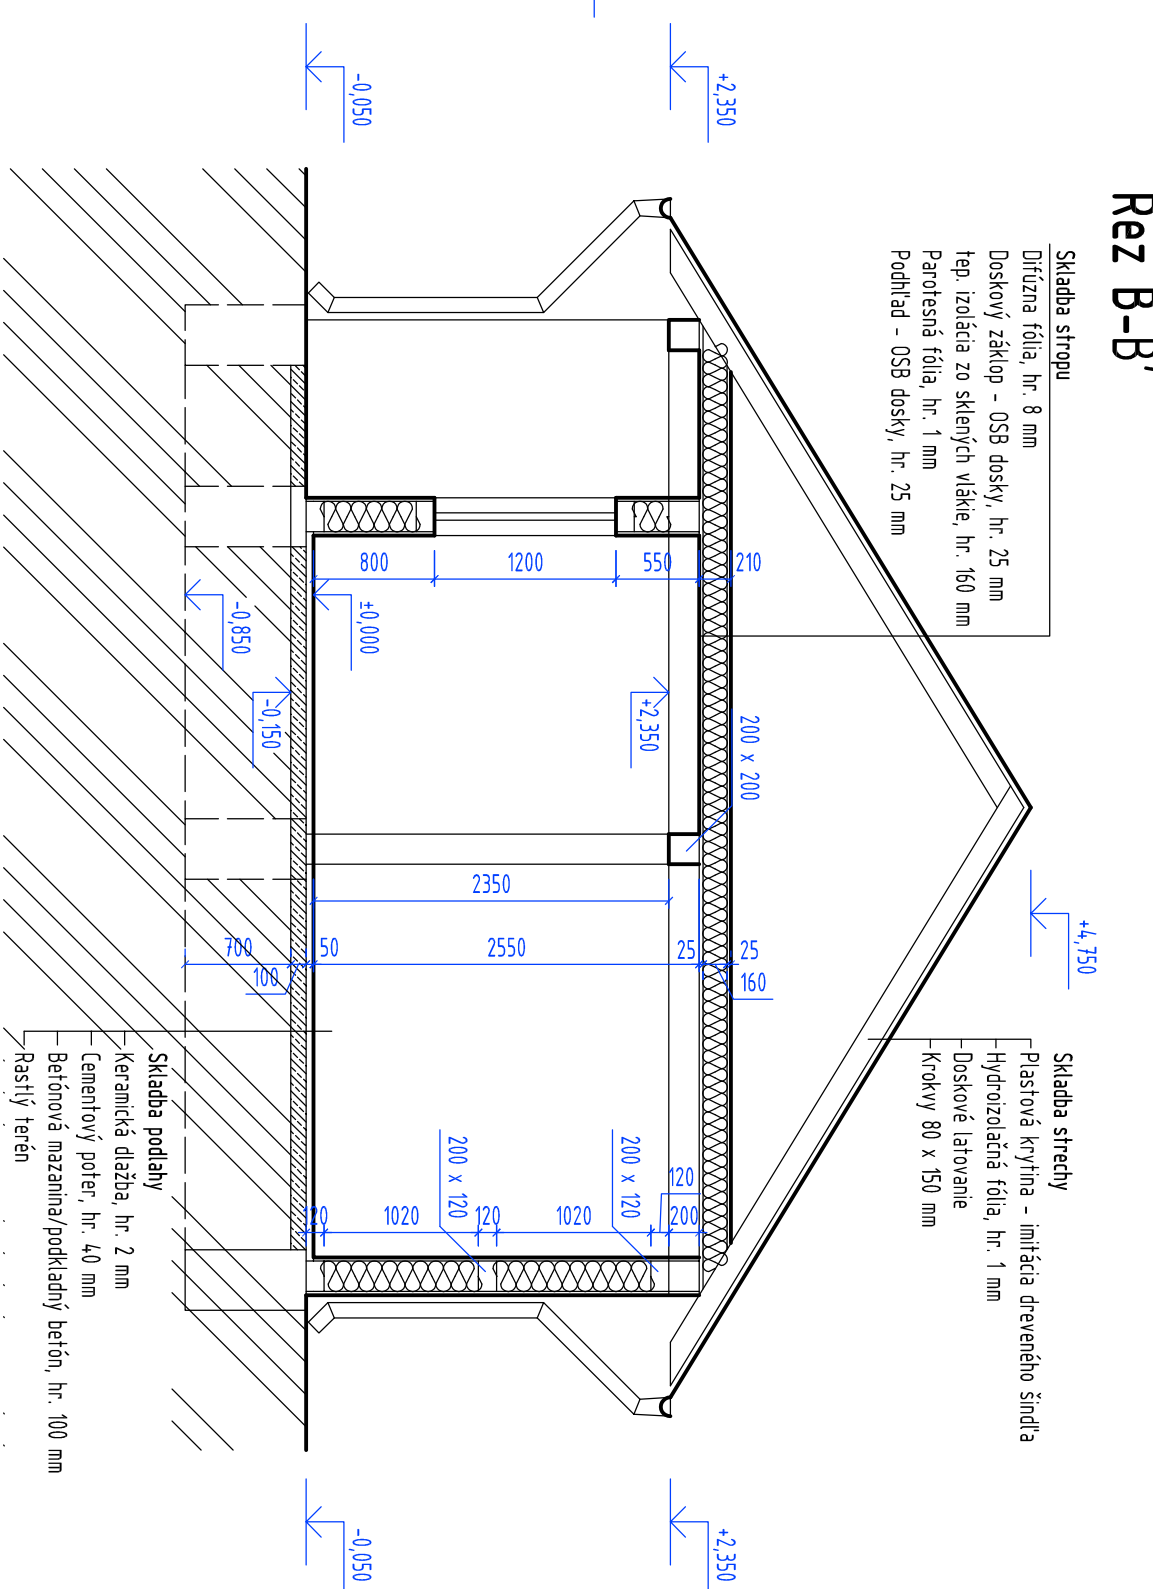 Rez B-B'
Skladba stropu
Difúzna fólia, hr. 8 mm
Doskový záklop - OSB dosky, hr. 25 mm
tep. izolácia zo sklených vlákie, hr. 160 mm
Parotesná fólia, hr. 1 mm
Podhľad - OSB dosky, hr. 25 mm
Skladba strechy
Plastová krytina - imitácia dreveného šindľa
Hydroizolačná fólia, hr. 1 mm
Doskové latovanie
Krokvy 80 x 150 mm
+4,750
+2,350
+2,350
-0,050
-0,050
210
550
1200
800
±0,000
-0,850
-0,150
+2,350
200 x 200
2350
25
160
25
2550
50
100
700
120
200
200 x 120
1020
120
200 x 120
1020
120
Skladba podlahy
Keramická dlažba, hr. 2 mm
Cementový poter, hr. 40 mm
Betónová mazanina/podkladný betón, hr. 100 mm
Rastlý terén